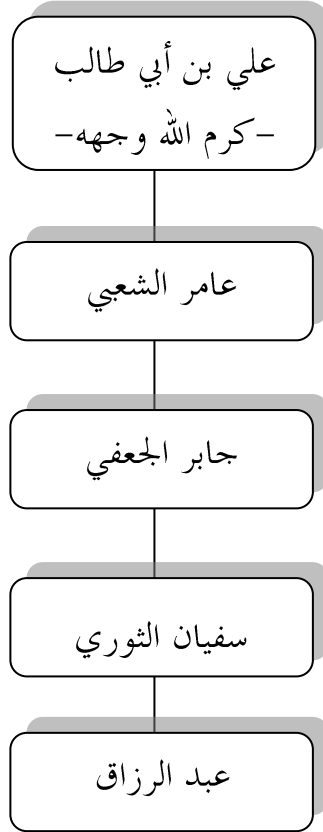 علي بن أبي طالب
-كرم الله وجهه-
عامر الشعبي
جابر الجعفي
سفيان الثوري
عبد الرزاق